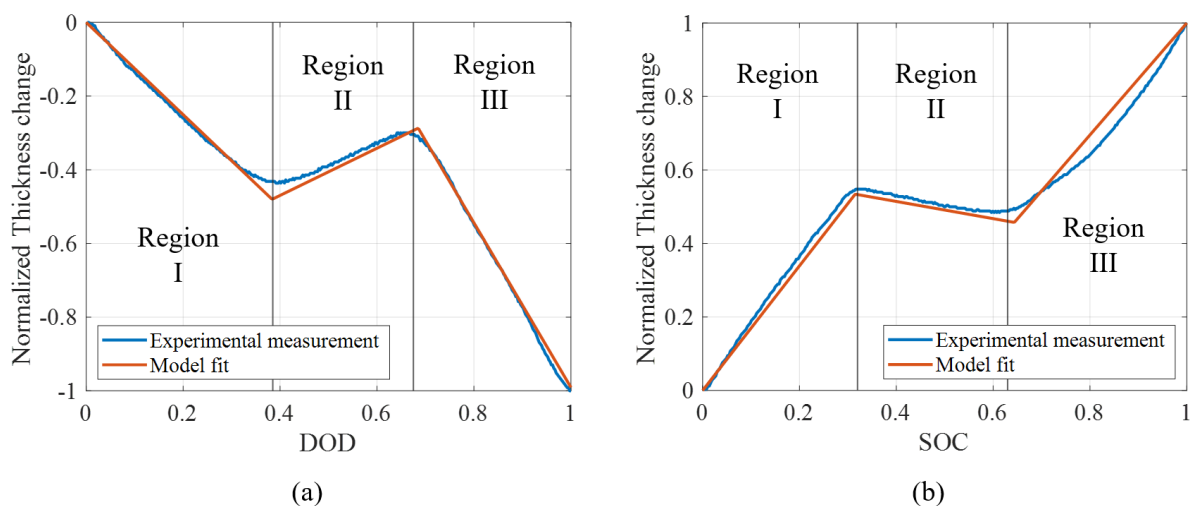 0
-0.2
-0.4
-0.6
-0.8
-1
Normalized Thickness change
Region
I
Region
II
Region
III
Experimental measurement
Model fit
0
0.2
0.4
0.6
0.8
1
DOD
(a)
1
0.8
0.6
0.4
0.2
0
Normalized Thickness change
Region
I
Region
II
Region
III
Experimental measurement
Model fit
0
0.2
0.4
0.6
0.8
1
SOC
(b)